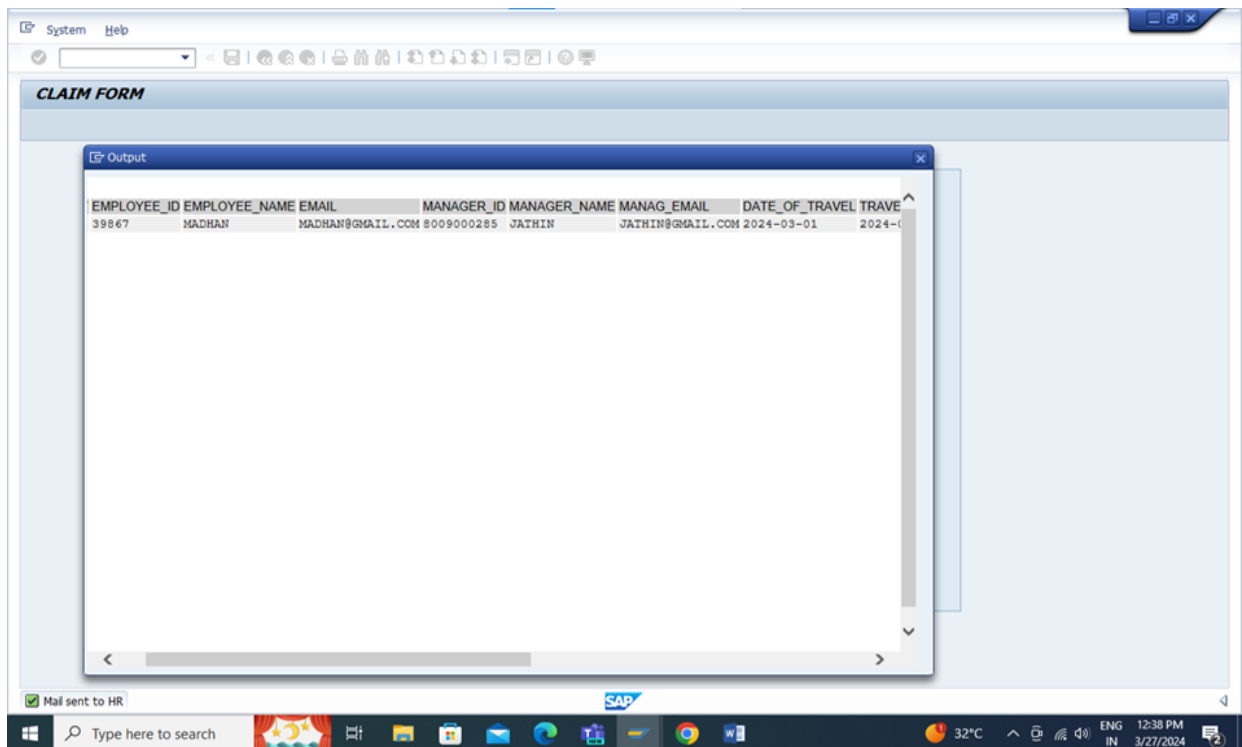 System Help
CLAIM FORM
Output
EMPLOYEE_ID EMPLOYEE_NAME EMAIL MANAGER_ID MANAGER_NAME MANAG_EMAIL DATE_OF_TRAVEL TRAVE
39867 MADHAN MADHAN@GMAIL.COM 8009000285 JATHIN JATHIN@GMAIL.COM 2024-03-01 2024-0
Mail sent to HR
SAP
Type here to search
32°C
ENG
IN
12:38 PM
3/27/2024
2